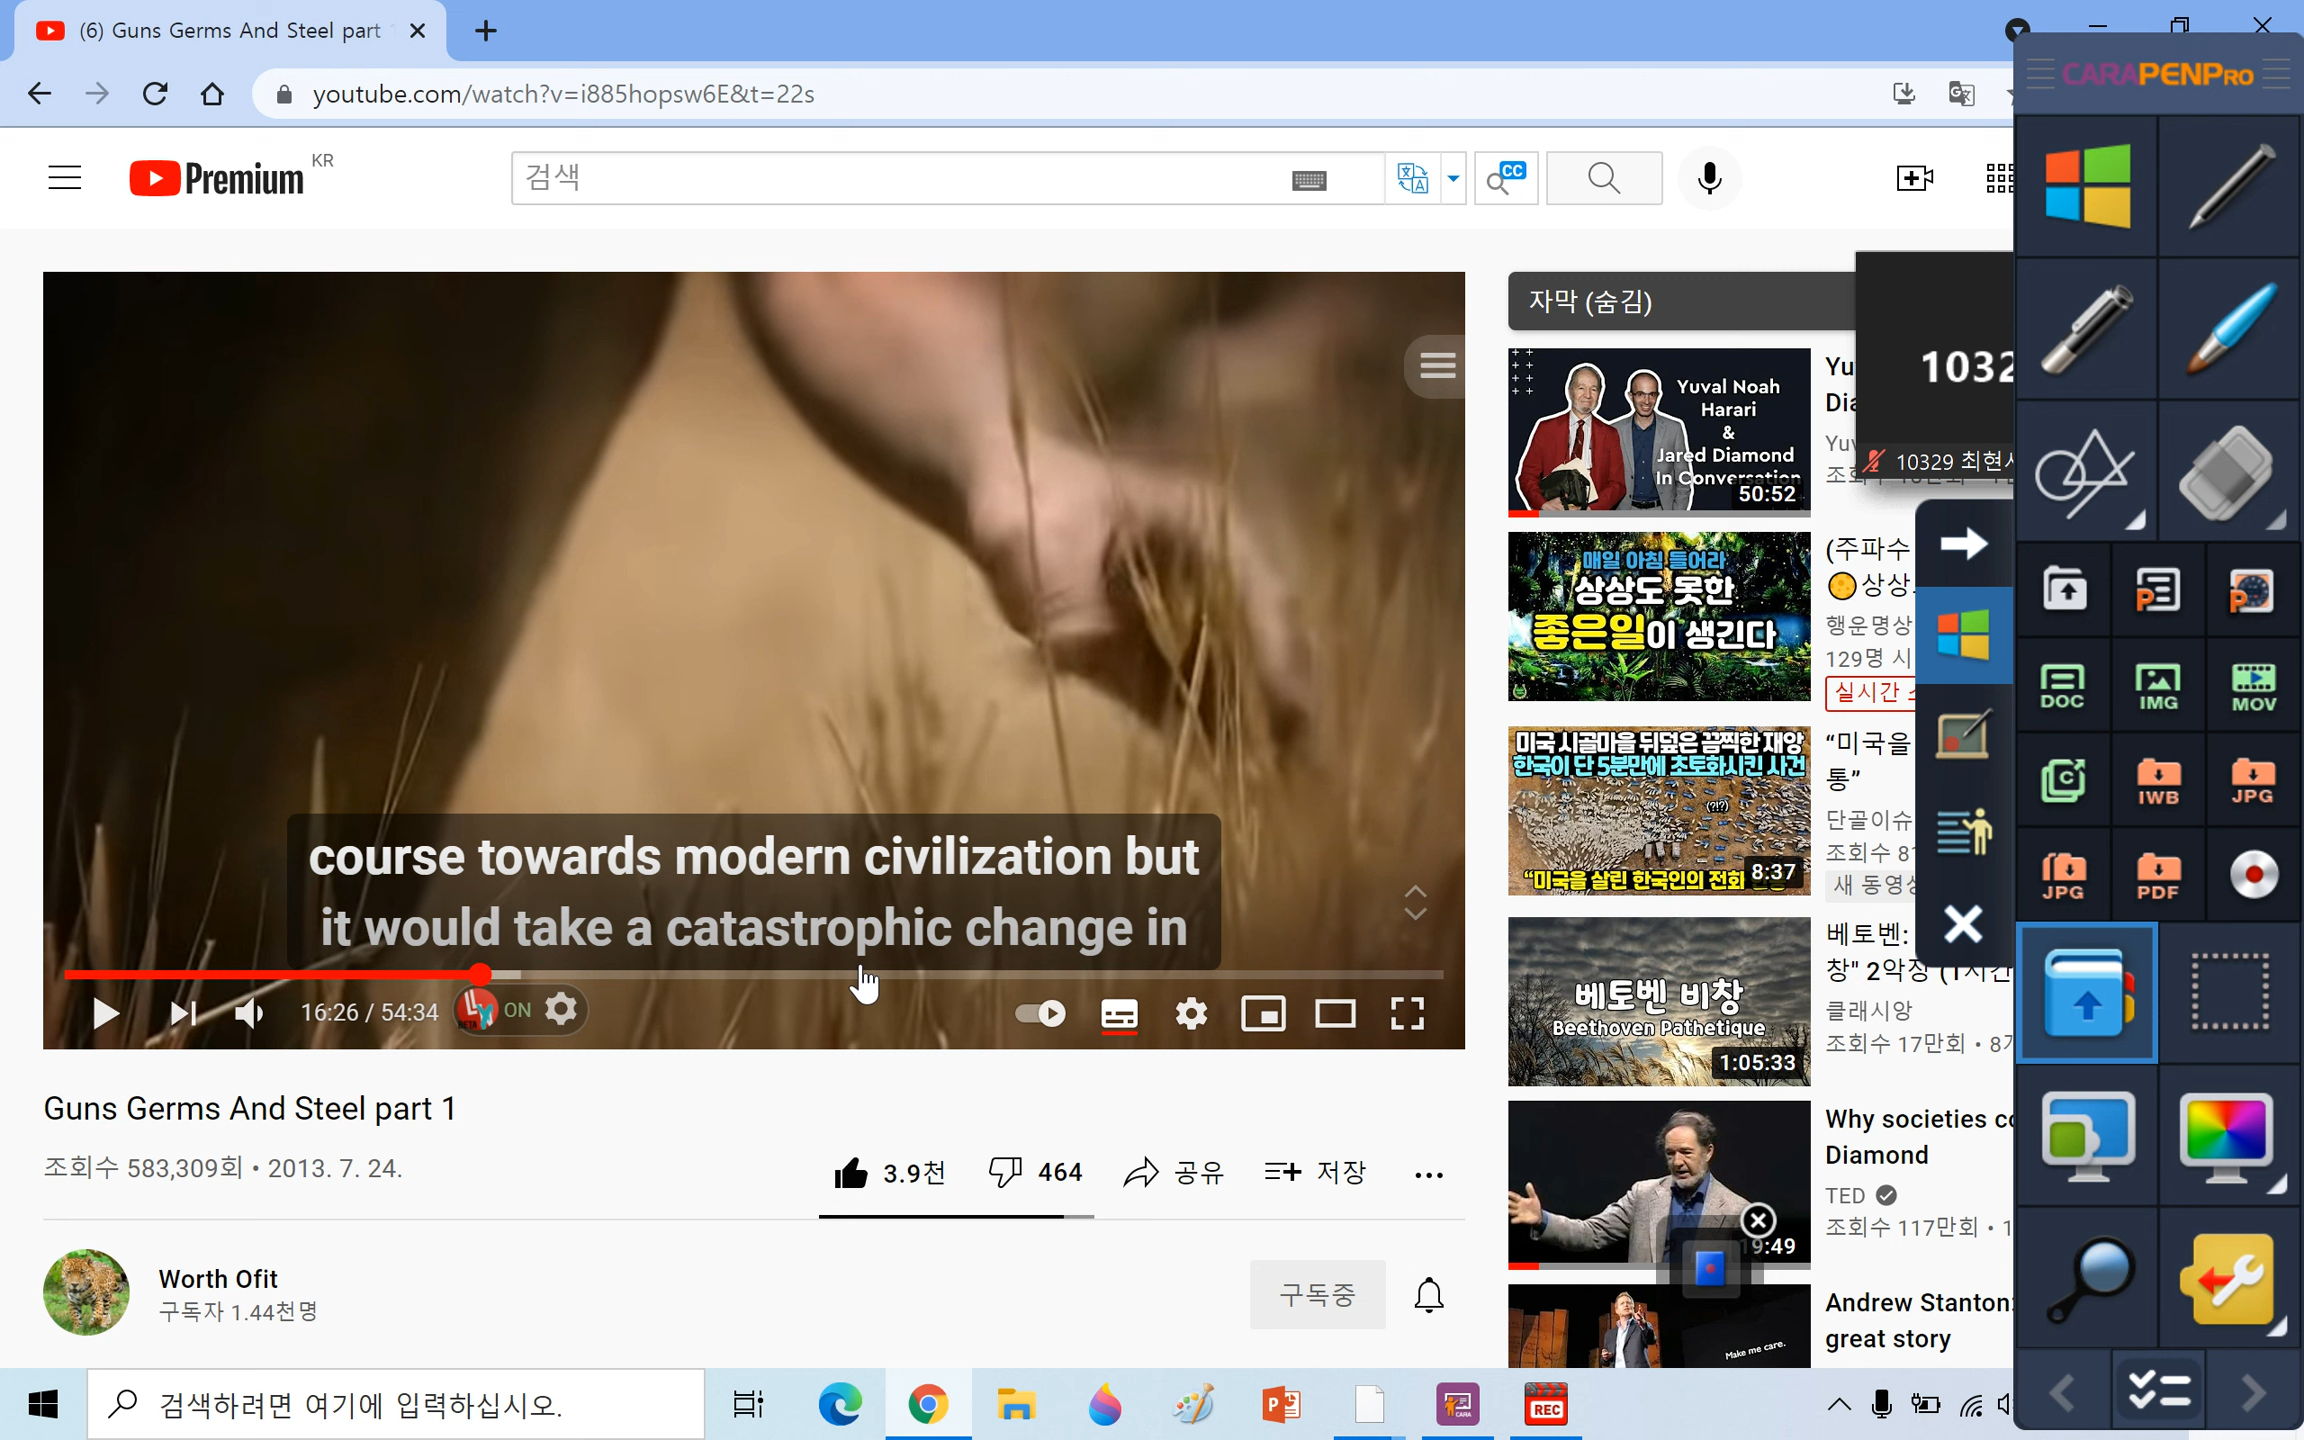 (6) Guns Germs And Steel part
youtube.com/watch?v=i885hopsw6E&t=22s
CARAPENPRO
Premium KR
검색
CC
자막 (숨김)
Yuval Noah
Harari
&
Jared Diamond
In Conversation
50:52
1032
10329 최현
매일 아침 들어라
상상도 못한
좋은일이 생긴다
(주파수
상상
행운명상
129명 시
실시간
미국 시골마을 뒤덮은 끔찍한 재앙
한국이 단 5분만에 초토화시킨 사건
(?!?)
“미국을 살린 한국인의 전화
8:37
“미국을
통”
단골이슈
조회수 8
새 동영상
베토벤 비창
Beethoven Pathetique
1:05:33
베토벤:
창" 2악장 (1시간
클래시앙
조회수 17만회 • 8
course towards modern civilization but
it would take a catastrophic change in
16:26 / 54:34
BETA
ON
Guns Germs And Steel part 1
조회수 583,309회 • 2013. 7. 24.
3.9천
464
공유
저장
Worth Ofit
구독자 1.44천명
구독중
Why societies
Diamond
TED
조회수 117만회 • 1
19:49
Andrew Stanton:
great story
Make me care.
DOC
IMG
MOV
IWB
JPG
JPG
PDF
검색하려면 여기에 입력하십시오.
CARA
REC